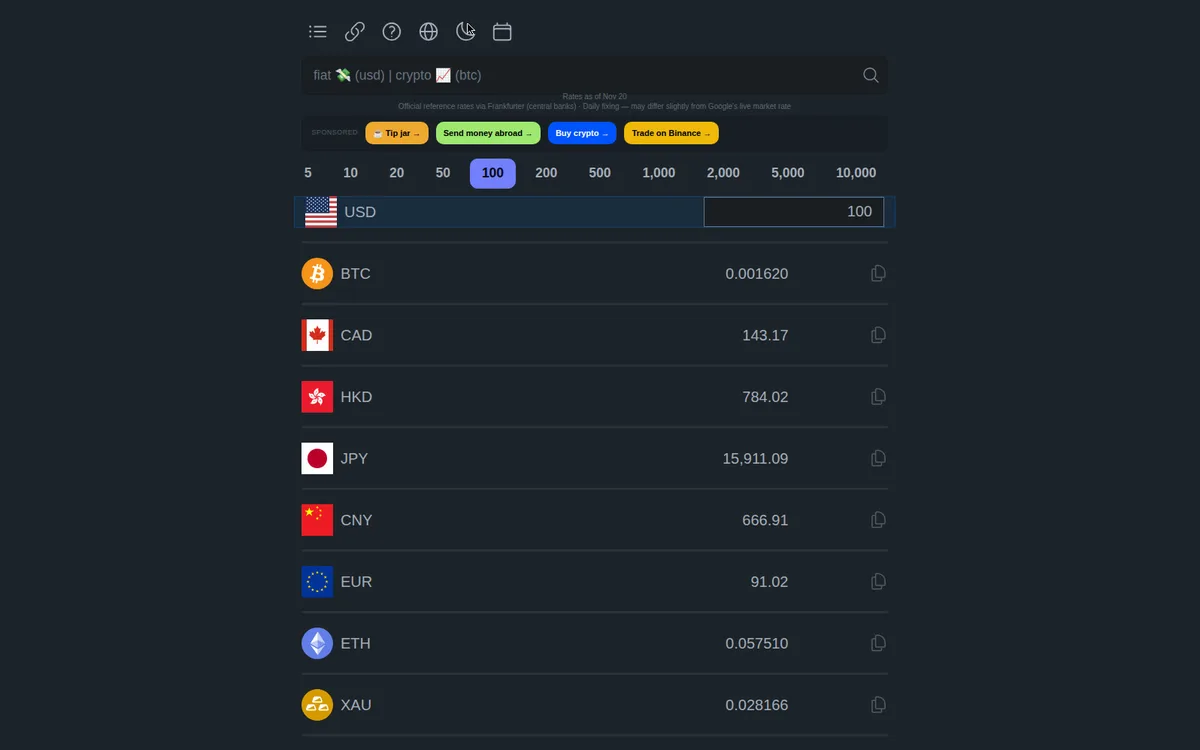 fiat 💸 (usd) | crypto 📈 (btc)
Rates as of Nov 20
Official reference rates via Frankfurter (central banks) · Daily fixing — may differ slightly from Google's live market rate
SPONSORED ☕ Tip jar → Send money abroad → Buy crypto → Trade on Binance →
5 10 20 50 100 200 500 1,000 2,000 5,000 10,000
USD 100
BTC 0.001620
CAD 143.17
HKD 784.02
JPY 15,911.09
CNY 666.91
EUR 91.02
ETH 0.057510
XAU 0.028166